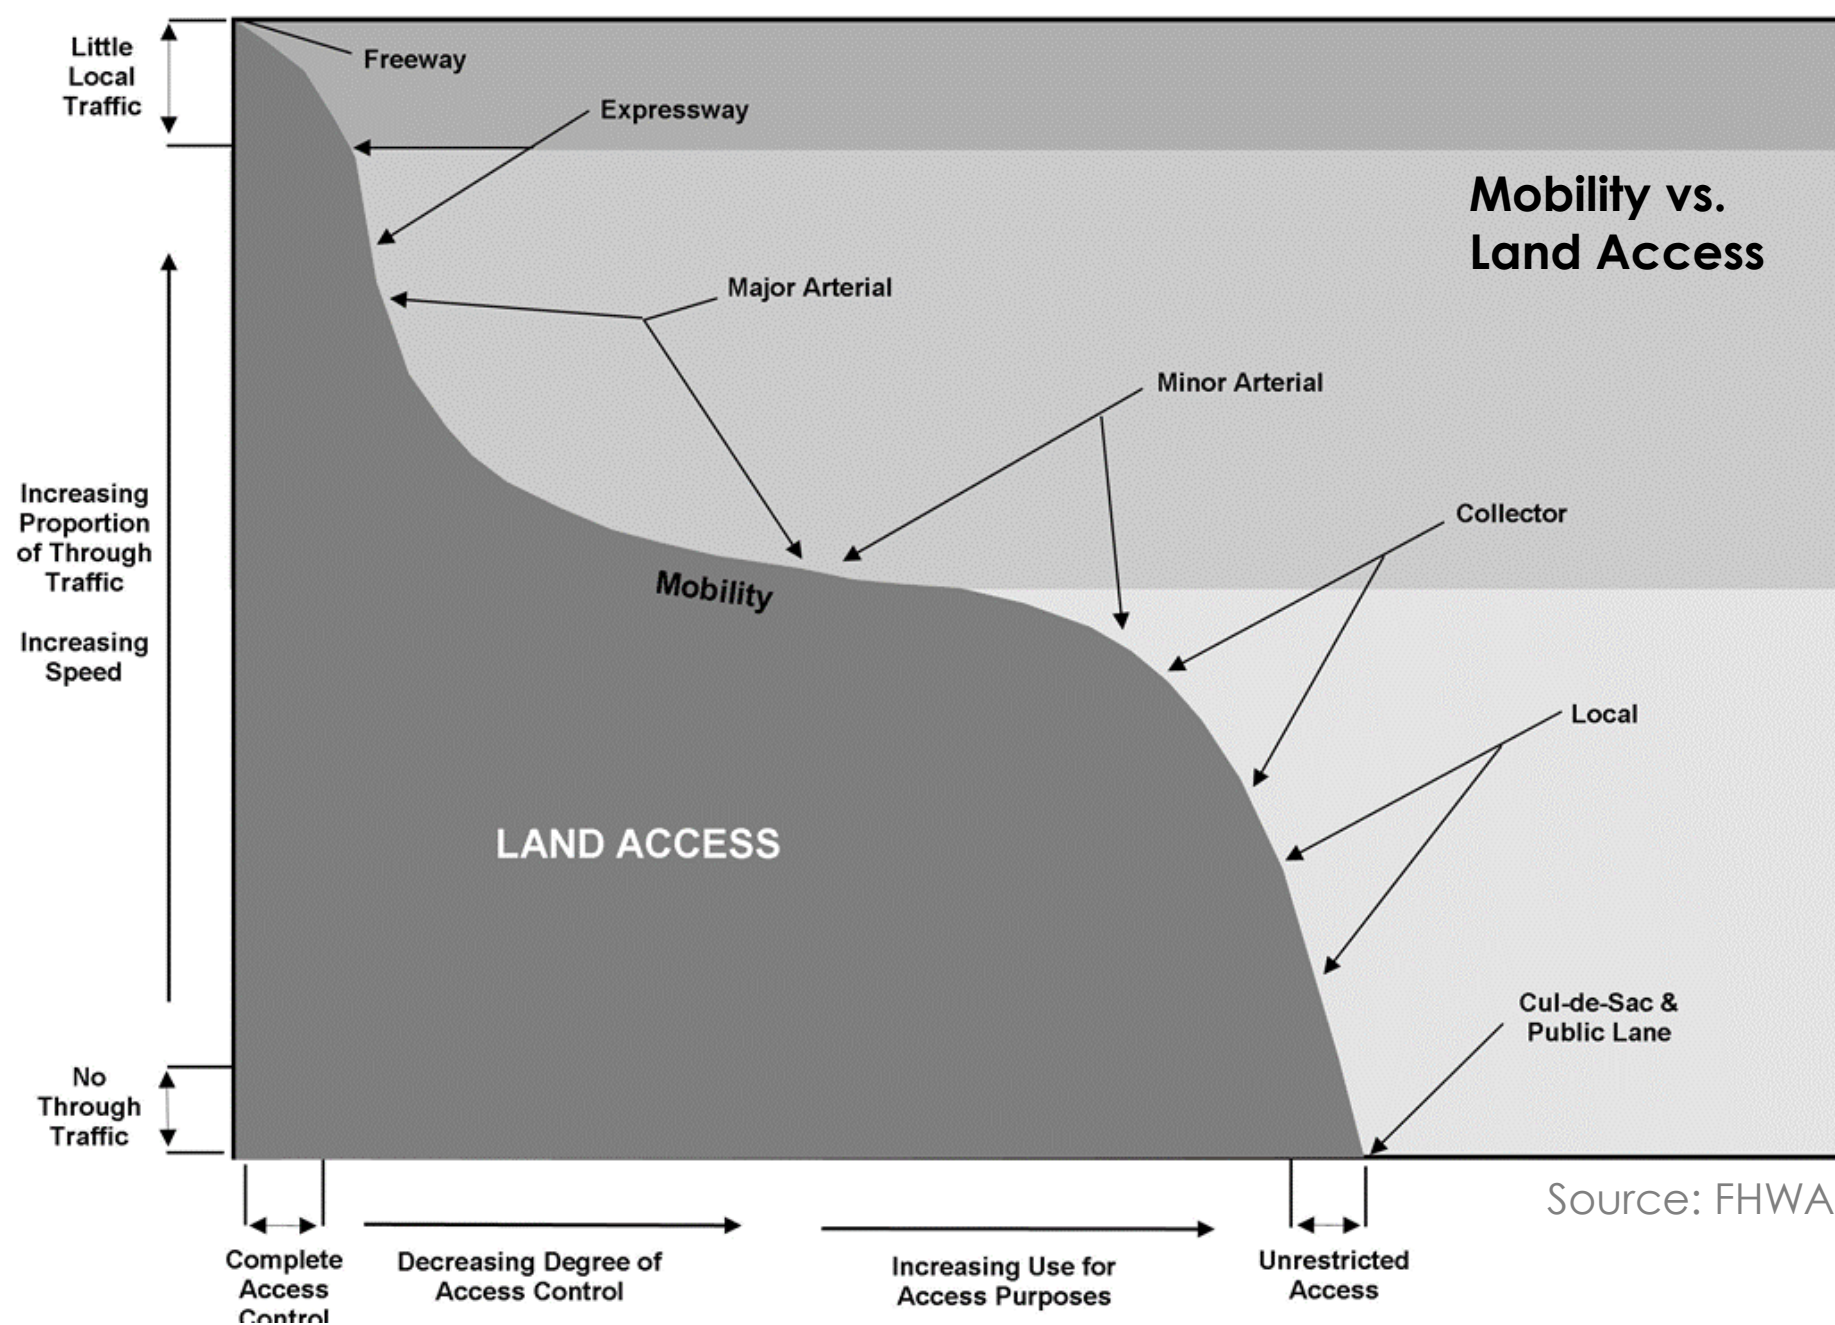 Little
Local
Traffic
Freeway
Expressway
Mobility vs.
Land Access
Major Arterial
Minor Arterial
Increasing
Proportion
of Through
Traffic
Increasing
Speed
Collector
Mobility
Local
LAND ACCESS
Cul-de-Sac &
Public Lane
No
Through
Traffic
Source: FHWA
Complete
Access
Control
Decreasing Degree of
Access Control
Increasing Use for
Access Purposes
Unrestricted
Access